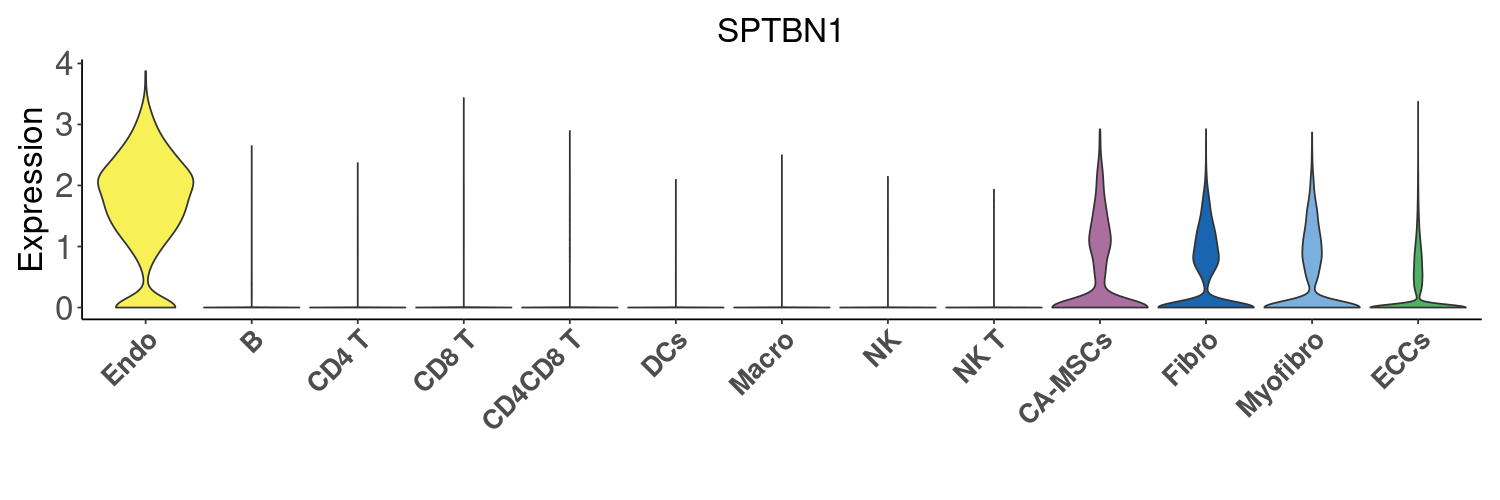 SPTBN1
Expression
4
3
2
1
0
Endo
B
CD4 T
CD8 T
CD4CD8 T
DCs
Macro
NK
NK T
CA-MSCs
Fibro
Myofibro
ECCs